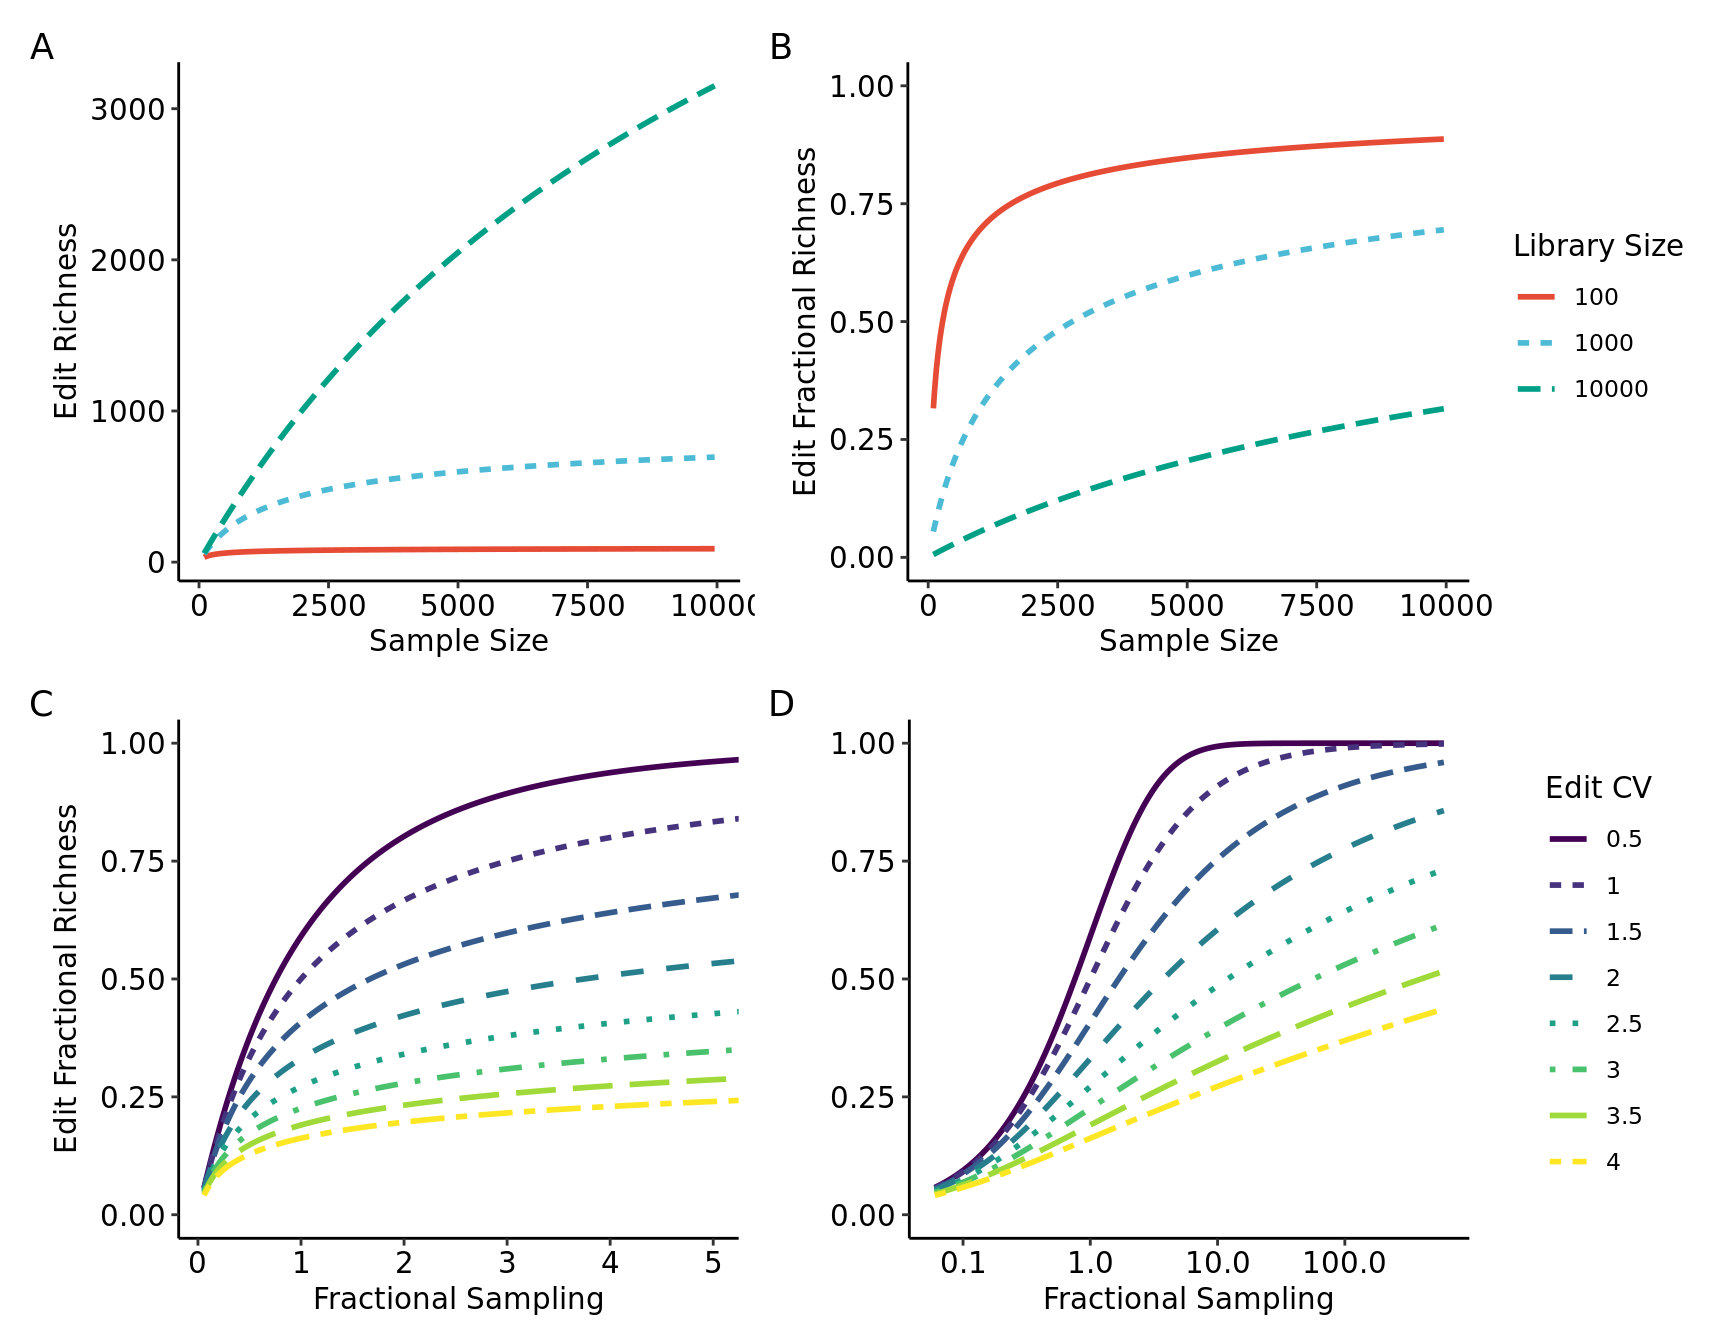 A
B
Edit Richness
3000
2000
1000
0
0 2500 5000 7500 1000
Sample Size
Edit Fractional Richness
1.00
0.75
0.50
0.25
0.00
0 2500 5000 7500 10000
Sample Size
Library Size
100
1000
10000
C
D
Edit Fractional Richness
1.00
0.75
0.50
0.25
0.00
0 1 2 3 4 5
Fractional Sampling
Edit Fractional Richness
1.00
0.75
0.50
0.25
0.00
0.1 1.0 10.0 100.0
Fractional Sampling
Edit CV
0.5
1
1.5
2
2.5
3
3.5
4